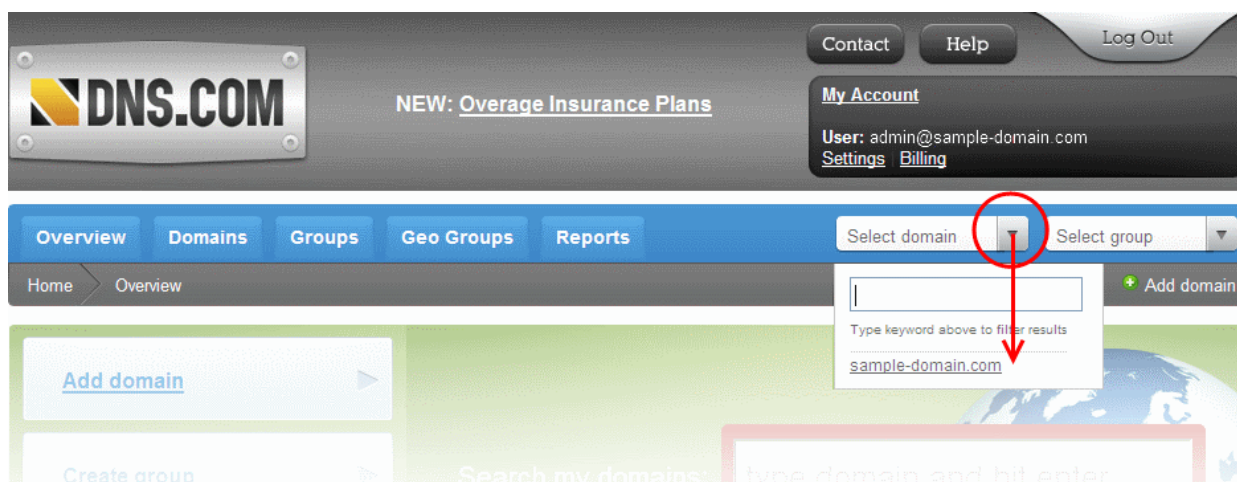 Contact Help Log Out
DNS.COM
NEW: Overage Insurance Plans
My Account
User: admin@sample-domain.com
Settings | Billing
Overview Domains Groups Geo Groups Reports
Select domain Select group
Home Overview
Add domain
Type keyword above to filter results
sample-domain.com
Add domain
Create group
Search my domains: type domain and hit enter